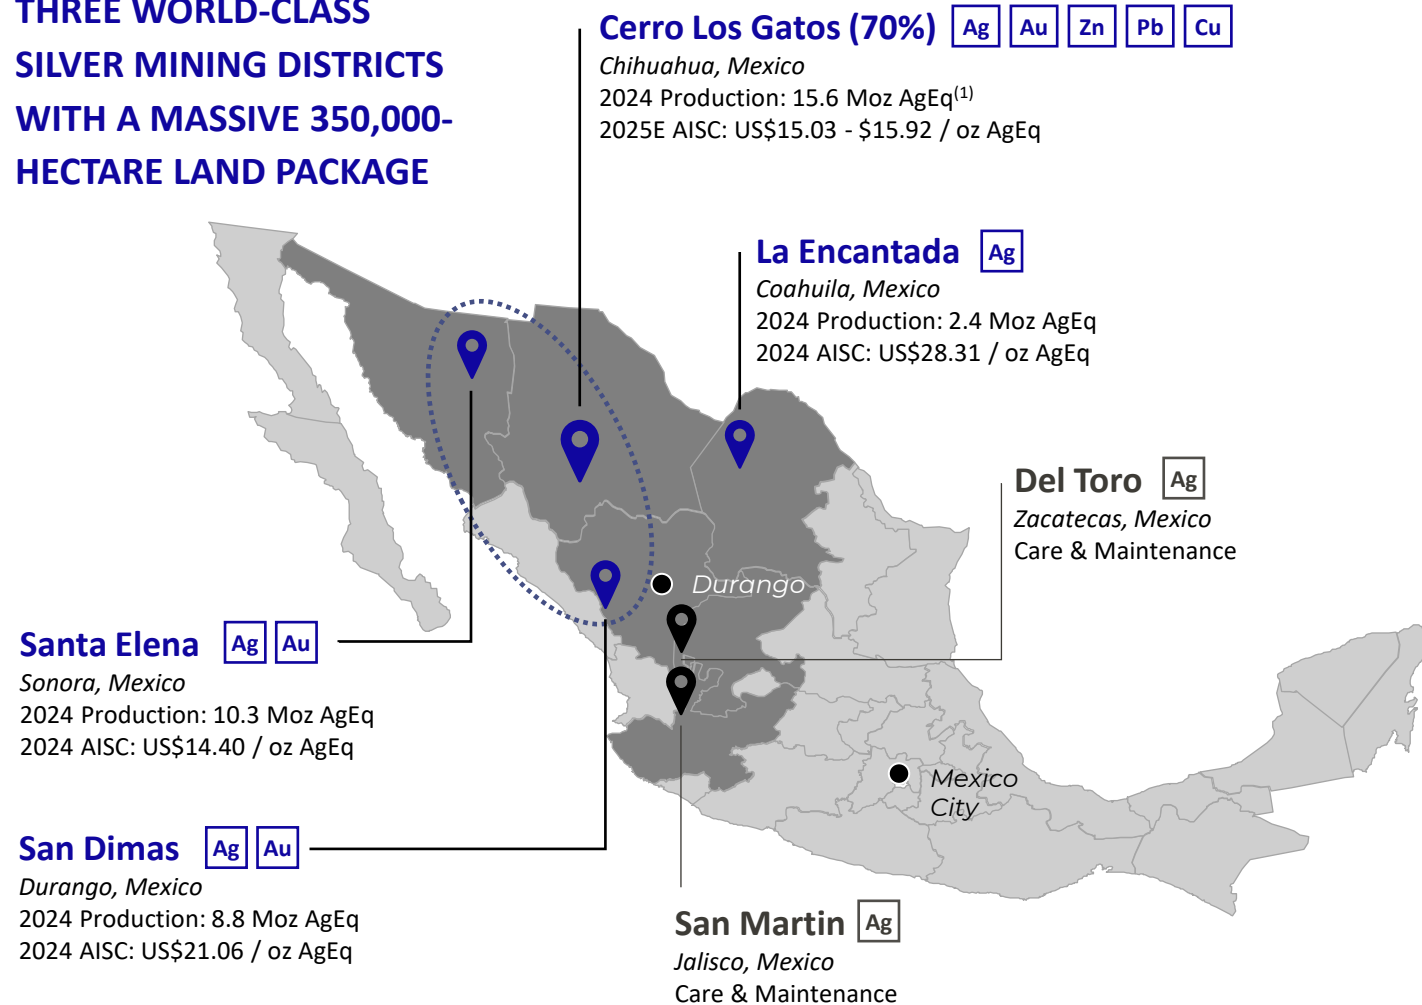 THREE WORLD-CLASS
SILVER MINING DISTRICTS
WITH A MASSIVE 350,000-
HECTARE LAND PACKAGE
Cerro Los Gatos (70%) Ag Au Zn Pb Cu
Chihuahua, Mexico
2024 Production: 15.6 Moz AgEq(1)
2025E AISC: US$15.03 - $15.92 / oz AgEq
La Encantada Ag
Coahuila, Mexico
2024 Production: 2.4 Moz AgEq
2024 AISC: US$28.31 / oz AgEq
Del Toro Ag
Zacatecas, Mexico
Care & Maintenance
Durango
Santa Elena Ag Au
Sonora, Mexico
2024 Production: 10.3 Moz AgEq
2024 AISC: US$14.40 / oz AgEq
Mexico
City
San Dimas Ag Au
Durango, Mexico
2024 Production: 8.8 Moz AgEq
2024 AISC: US$21.06 / oz AgEq
San Martin Ag
Jalisco, Mexico
Care & Maintenance